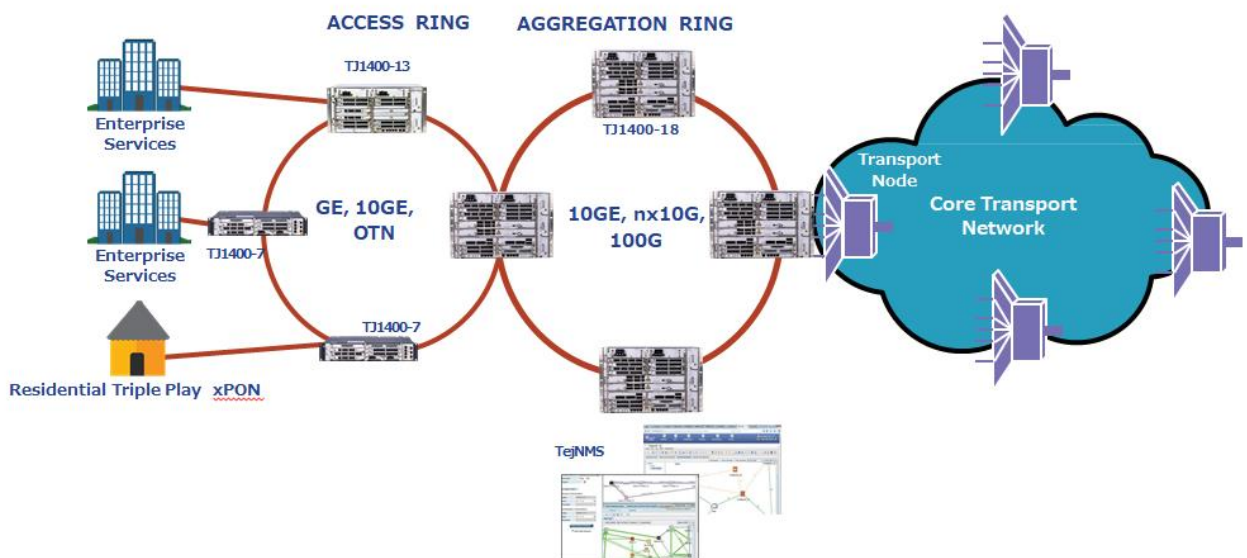 ACCESS RING
AGGREGATION RING
TJ1400-13
TJ1400-18
Enterprise
Services
Enterprise
Services
TJ1400-7
GE, 10GE,
OTN
TJ1400-7
10GE, nx10G,
100G
Transport
Node
Core Transport
Network
Residential Triple Play xPON
TejNMS